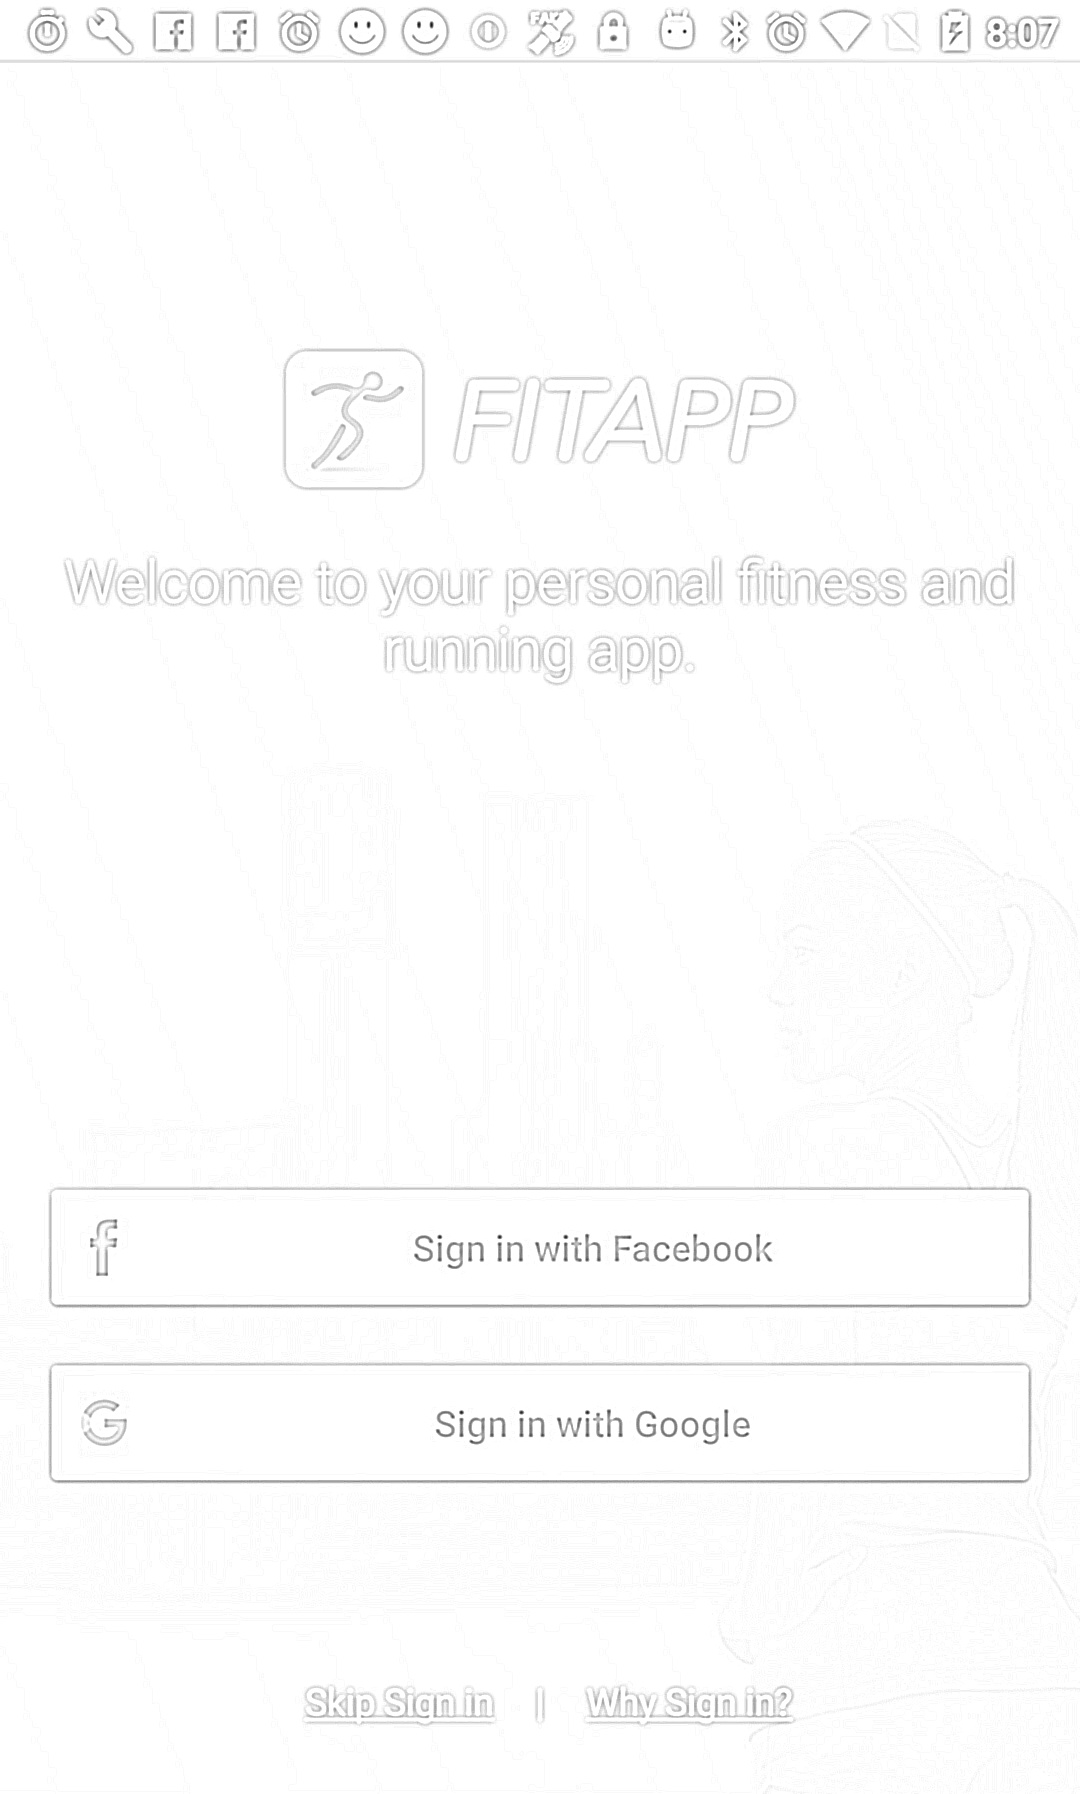 8:07
FITAPP
Welcome to your personal fitness and
running app.
Sign in with Facebook
Sign in with Google
Skip Sign in | Why Sign in?